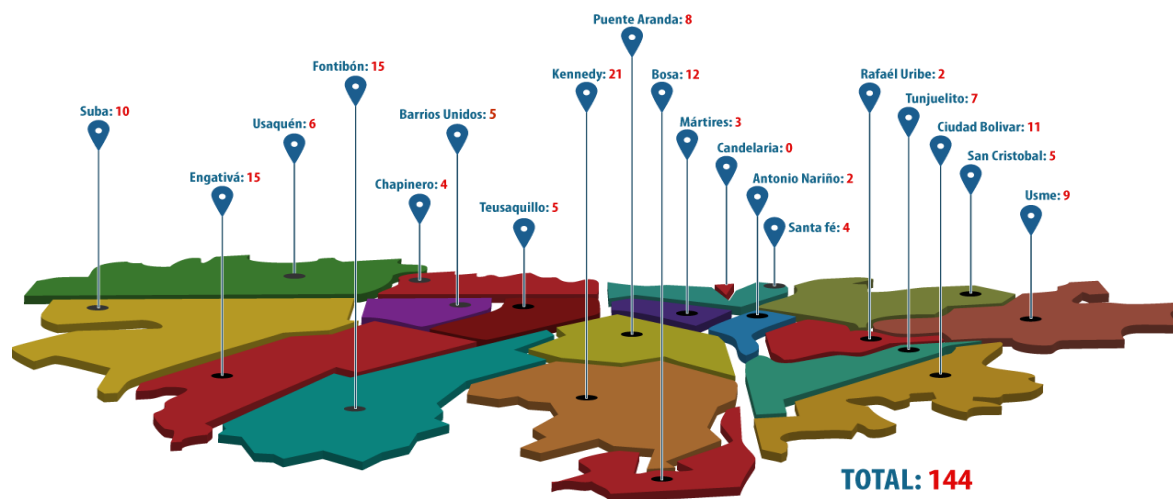 Puente Aranda: 8
Fontibón: 15
Kennedy: 21
Bosa: 12
Rafaél Uribe: 2
Tunjuelito: 7
Suba: 10
Usaquén: 6
Barrios Unidos: 5
Mártires: 3
Ciudad Bolivar: 11
Candelaria: 0
San Cristobal: 5
Engativá: 15
Chapinero: 4
Antonio Nariño: 2
Teusaquillo: 5
Usme: 9
Santa fé: 4
TOTAL: 144